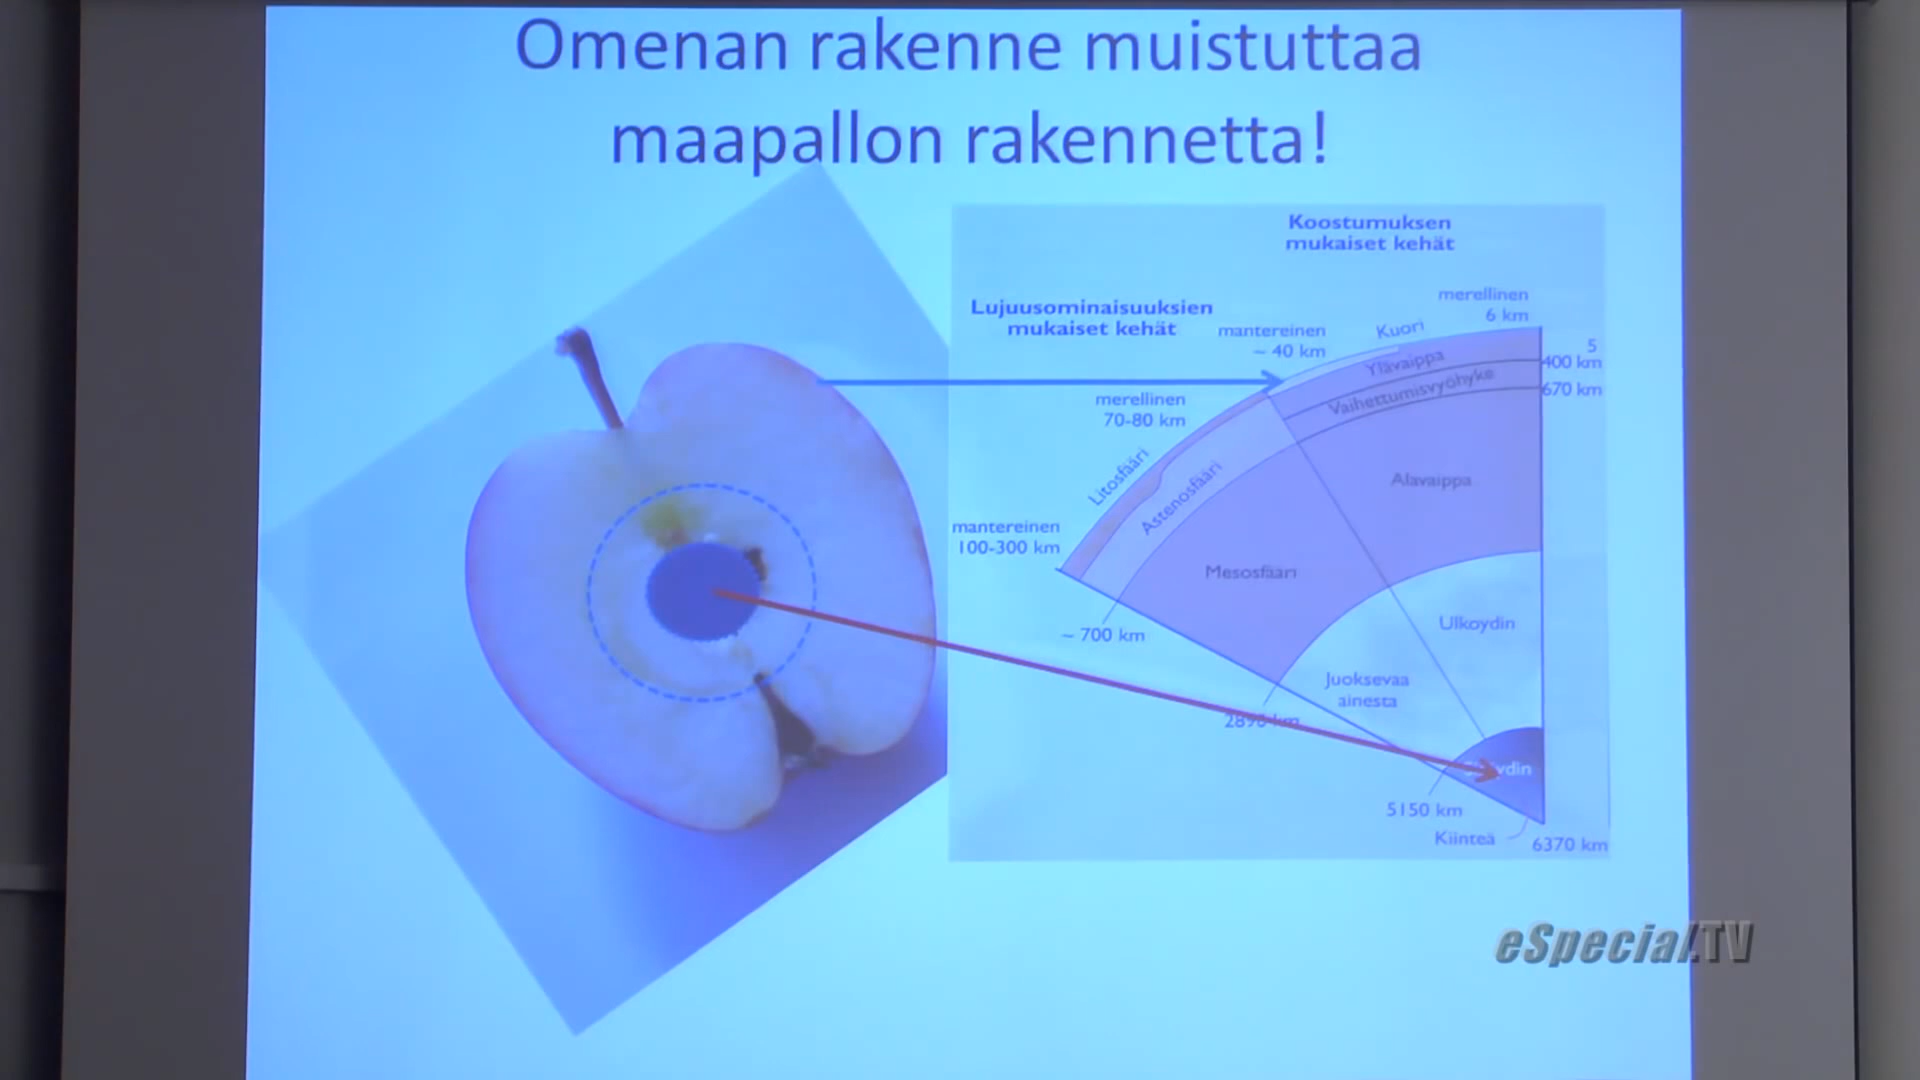 Omenan rakenne muistuttaa
maapallon rakennetta!
Koostumuksen
mukaiset kehät
Lujuusominaisuuksien
mukaiset kehät
merellinen
6 km
mantereinen
~ 40 km
Kuori
5
400 km
670 km
Ylävaippa
Vaihettumisvyöhyke
merellinen
70-80 km
Litosfääri
Astenosfääri
Alavaippa
mantereinen
100-300 km
Mesosfääri
~ 700 km
Ulkoydin
Juoksevaa
ainesta
5150 km
Kiinteä
6370 km
eSpecial.TV